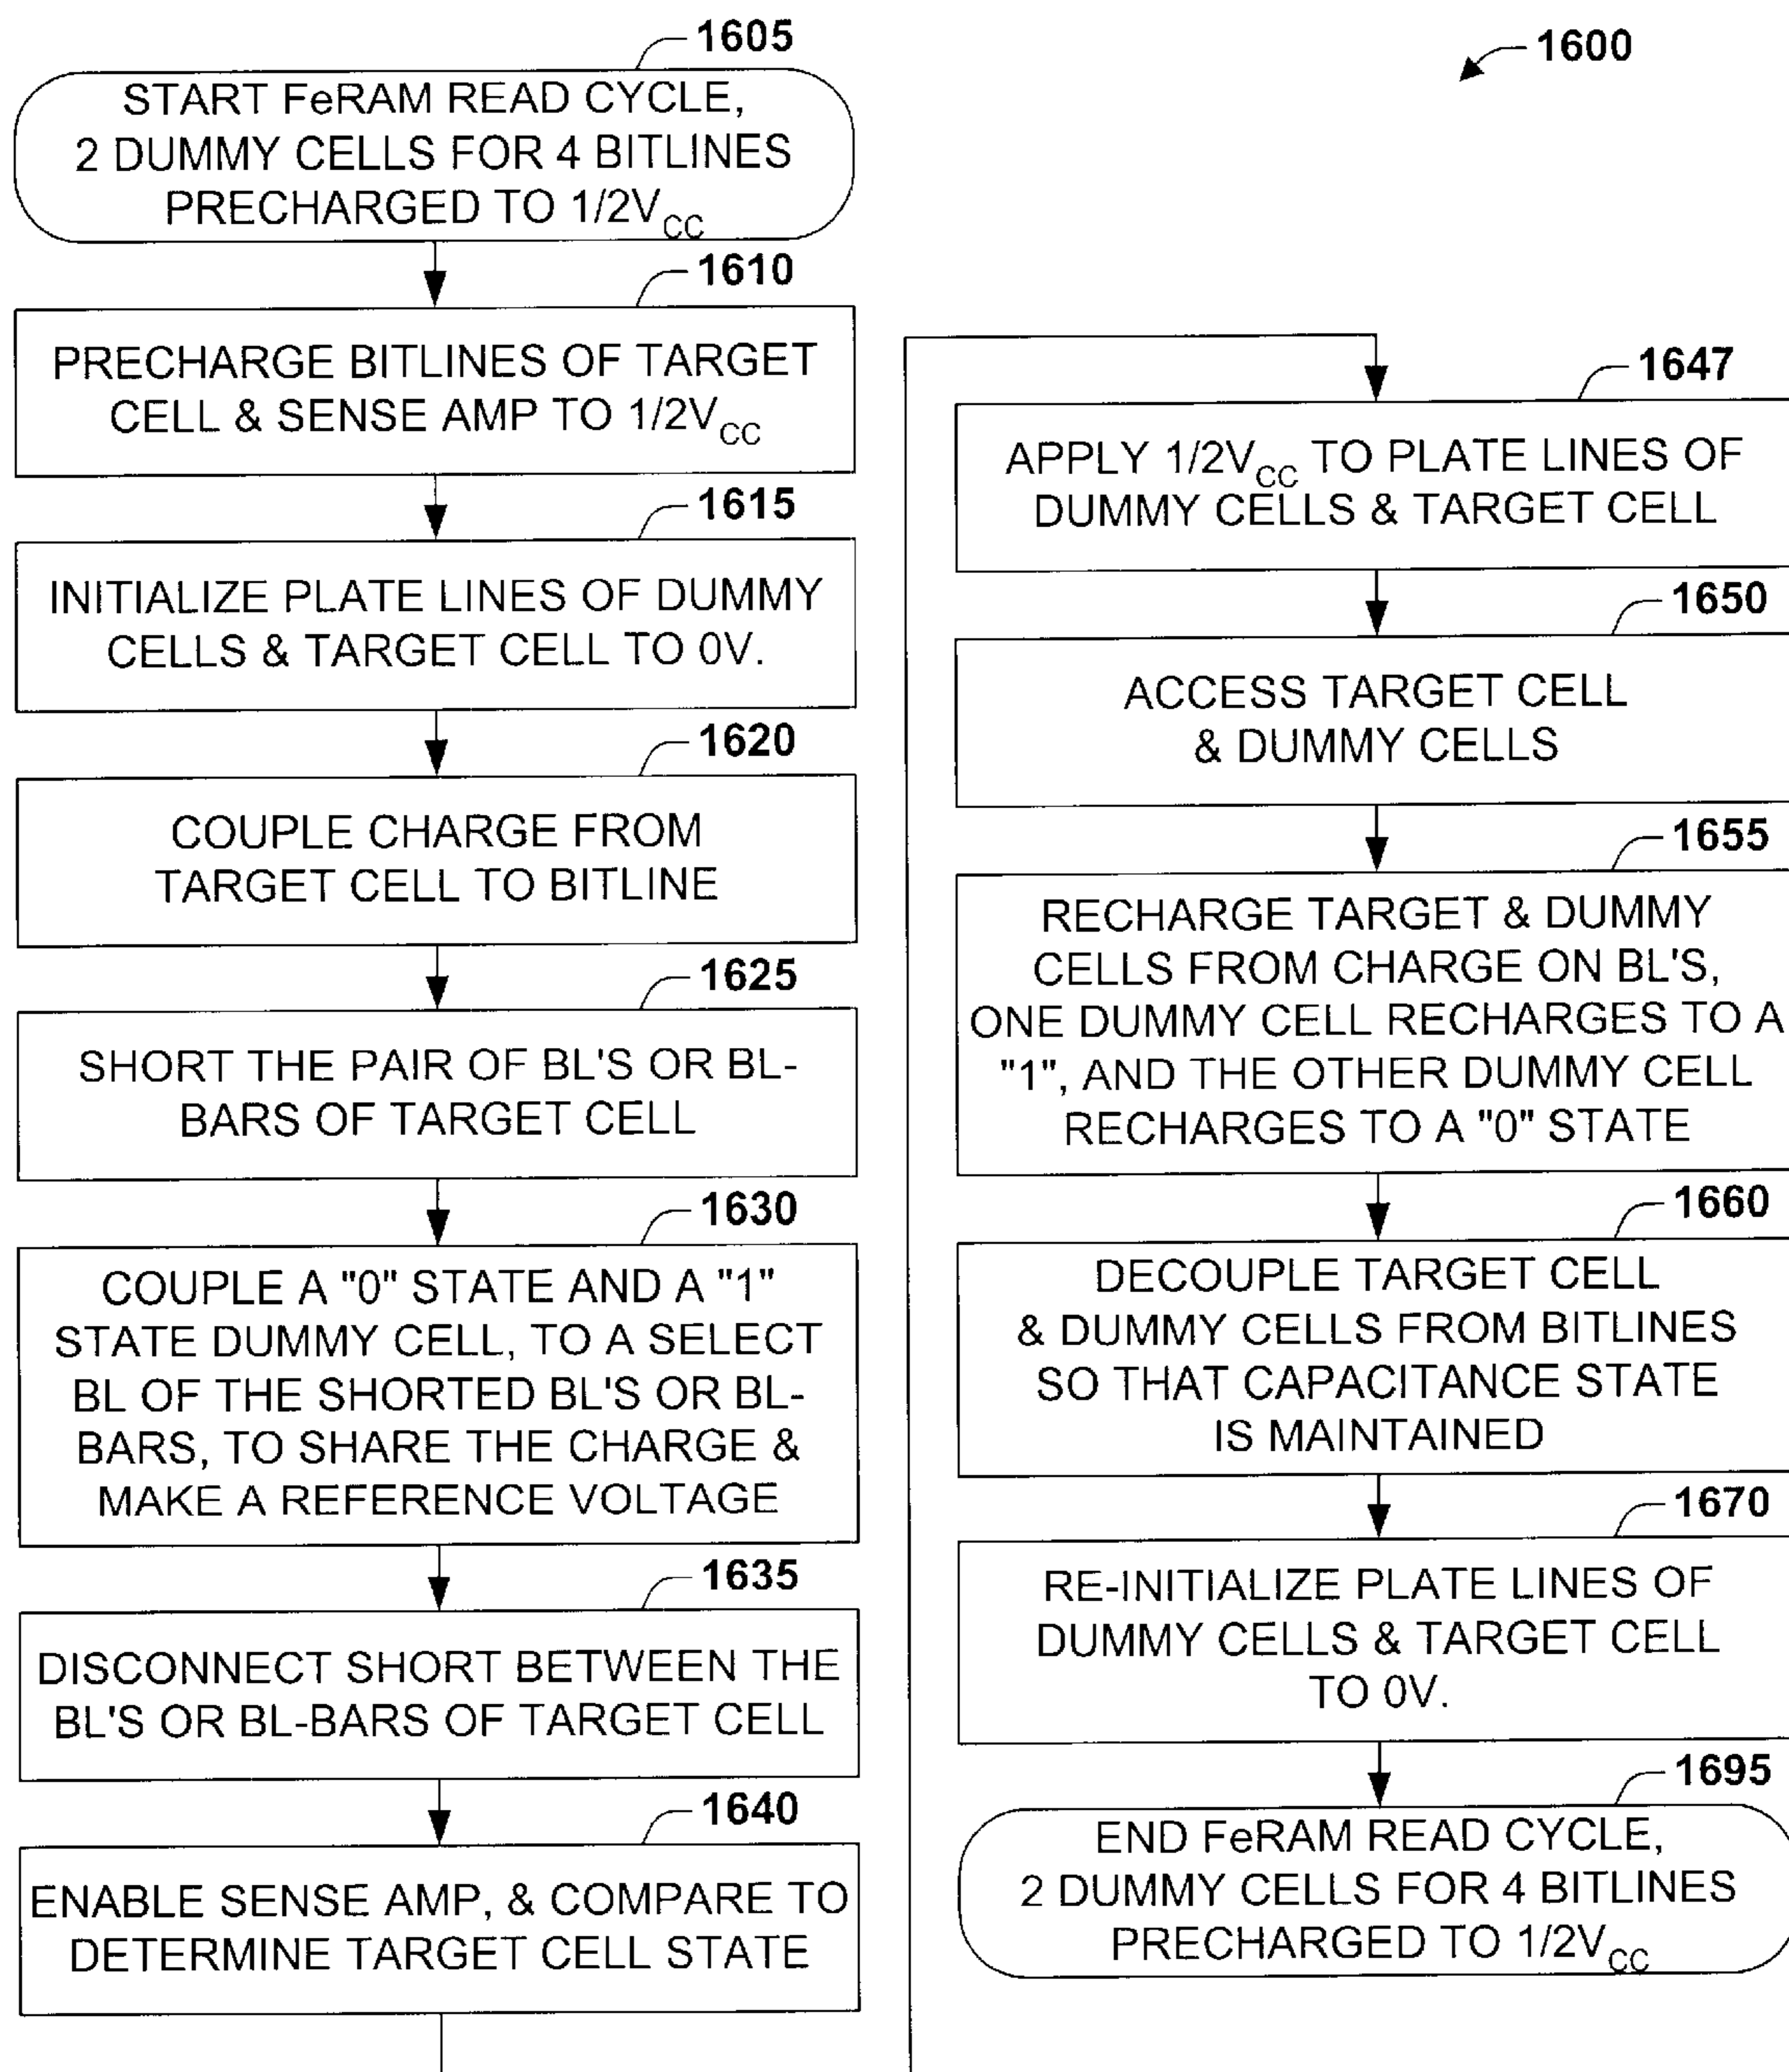 1600
1605
START FeRAM READ CYCLE,
2 DUMMY CELLS FOR 4 BITLINES
PRECHARGED TO 1/2VCC
1610
PRECHARGE BITLINES OF TARGET
CELL & SENSE AMP TO 1/2VCC
1615
INITIALIZE PLATE LINES OF DUMMY
CELLS & TARGET CELL TO 0V.
1620
COUPLE CHARGE FROM
TARGET CELL TO BITLINE
1625
SHORT THE PAIR OF BL'S OR BL-
BARS OF TARGET CELL
1630
COUPLE A "0" STATE AND A "1"
STATE DUMMY CELL, TO A SELECT
BL OF THE SHORTED BL'S OR BL-
BARS, TO SHARE THE CHARGE &
MAKE A REFERENCE VOLTAGE
1635
DISCONNECT SHORT BETWEEN THE
BL'S OR BL-BARS OF TARGET CELL
1640
ENABLE SENSE AMP, & COMPARE TO
DETERMINE TARGET CELL STATE
1647
APPLY 1/2VCC TO PLATE LINES OF
DUMMY CELLS & TARGET CELL
1650
ACCESS TARGET CELL
& DUMMY CELLS
1655
RECHARGE TARGET & DUMMY
CELLS FROM CHARGE ON BL'S,
ONE DUMMY CELL RECHARGES TO A
"1", AND THE OTHER DUMMY CELL
RECHARGES TO A "0" STATE
1660
DECOUPLE TARGET CELL
& DUMMY CELLS FROM BITLINES
SO THAT CAPACITANCE STATE
IS MAINTAINED
1670
RE-INITIALIZE PLATE LINES OF
DUMMY CELLS & TARGET CELL
TO 0V.
1695
END FeRAM READ CYCLE,
2 DUMMY CELLS FOR 4 BITLINES
PRECHARGED TO 1/2VCC